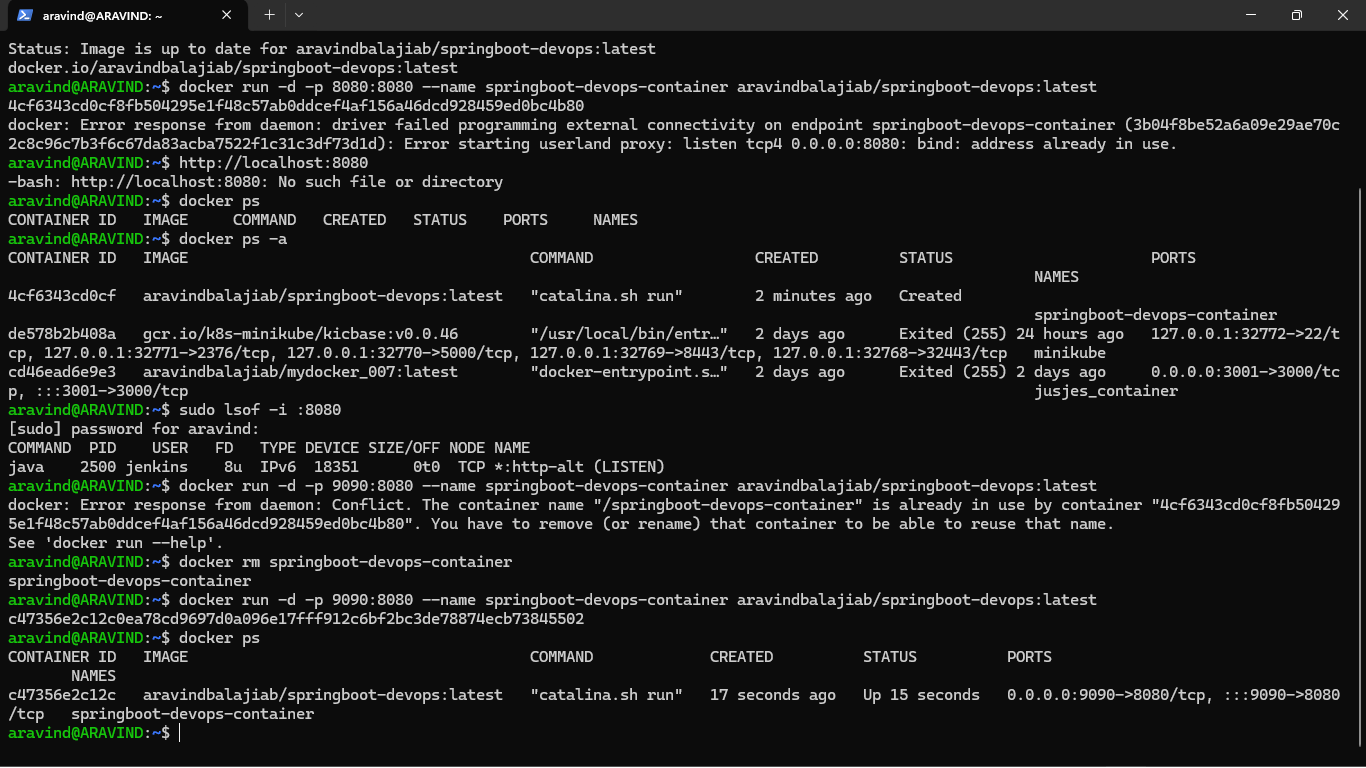 aravind@ARAVIND: ~
Status: Image is up to date for aravindbalajiab/springboot-devops:latest
docker.io/aravindbalajiab/springboot-devops:latest
aravind@ARAVIND:~$ docker run -d -p 8080:8080 --name springboot-devops-container aravindbalajiab/springboot-devops:latest
4cf6343cd0cf8fb504295e1f48c57ab0ddcef4af156a46dcd928459ed0bc4b80
docker: Error response from daemon: driver failed programming external connectivity on endpoint springboot-devops-container (3b04f8be52a6a09e29ae70c
2c8c96c7b3f6c67da83acba7522f1c31c3df73d1d): Error starting userland proxy: listen tcp4 0.0.0.0:8080: bind: address already in use.
aravind@ARAVIND:~$ http://localhost:8080
-bash: http://localhost:8080: No such file or directory
aravind@ARAVIND:~$ docker ps
CONTAINER ID   IMAGE     COMMAND   CREATED   STATUS    PORTS     NAMES
aravind@ARAVIND:~$ docker ps -a
CONTAINER ID   IMAGE                                      COMMAND                  CREATED         STATUS                      PORTS
NAMES
4cf6343cd0cf   aravindbalajiab/springboot-devops:latest   "catalina.sh run"        2 minutes ago   Created
springboot-devops-container
de578b2b408a   gcr.io/k8s-minikube/kicbase:v0.0.46        "/usr/local/bin/entr…"   2 days ago      Exited (255) 24 hours ago   127.0.0.1:32772->22/t
cp, 127.0.0.1:32771->2376/tcp, 127.0.0.1:32770->5000/tcp, 127.0.0.1:32769->8443/tcp, 127.0.0.1:32768->32443/tcp   minikube
cd46ead6e9e3   aravindbalajiab/mydocker_007:latest        "docker-entrypoint.s…"   2 days ago      Exited (255) 2 days ago     0.0.0.0:3001->3000/tc
p, :::3001->3000/tcp                                                                                              jusjes_container
aravind@ARAVIND:~$ sudo lsof -i :8080
[sudo] password for aravind:
COMMAND  PID    USER   FD   TYPE DEVICE SIZE/OFF NODE NAME
java    2500 jenkins    8u  IPv6  18351      0t0  TCP *:http-alt (LISTEN)
aravind@ARAVIND:~$ docker run -d -p 9090:8080 --name springboot-devops-container aravindbalajiab/springboot-devops:latest
docker: Error response from daemon: Conflict. The container name "/springboot-devops-container" is already in use by container "4cf6343cd0cf8fb50429
5e1f48c57ab0ddcef4af156a46dcd928459ed0bc4b80". You have to remove (or rename) that container to be able to reuse that name.
See 'docker run --help'.
aravind@ARAVIND:~$ docker rm springboot-devops-container
springboot-devops-container
aravind@ARAVIND:~$ docker run -d -p 9090:8080 --name springboot-devops-container aravindbalajiab/springboot-devops:latest
c47356e2c12c0ea78cd9697d0a096e17fff912c6bf2bc3de78874ecb73845502
aravind@ARAVIND:~$ docker ps
CONTAINER ID   IMAGE                                      COMMAND             CREATED          STATUS          PORTS
NAMES
c47356e2c12c   aravindbalajiab/springboot-devops:latest   "catalina.sh run"   17 seconds ago   Up 15 seconds   0.0.0.0:9090->8080/tcp, :::9090->8080
/tcp   springboot-devops-container
aravind@ARAVIND:~$